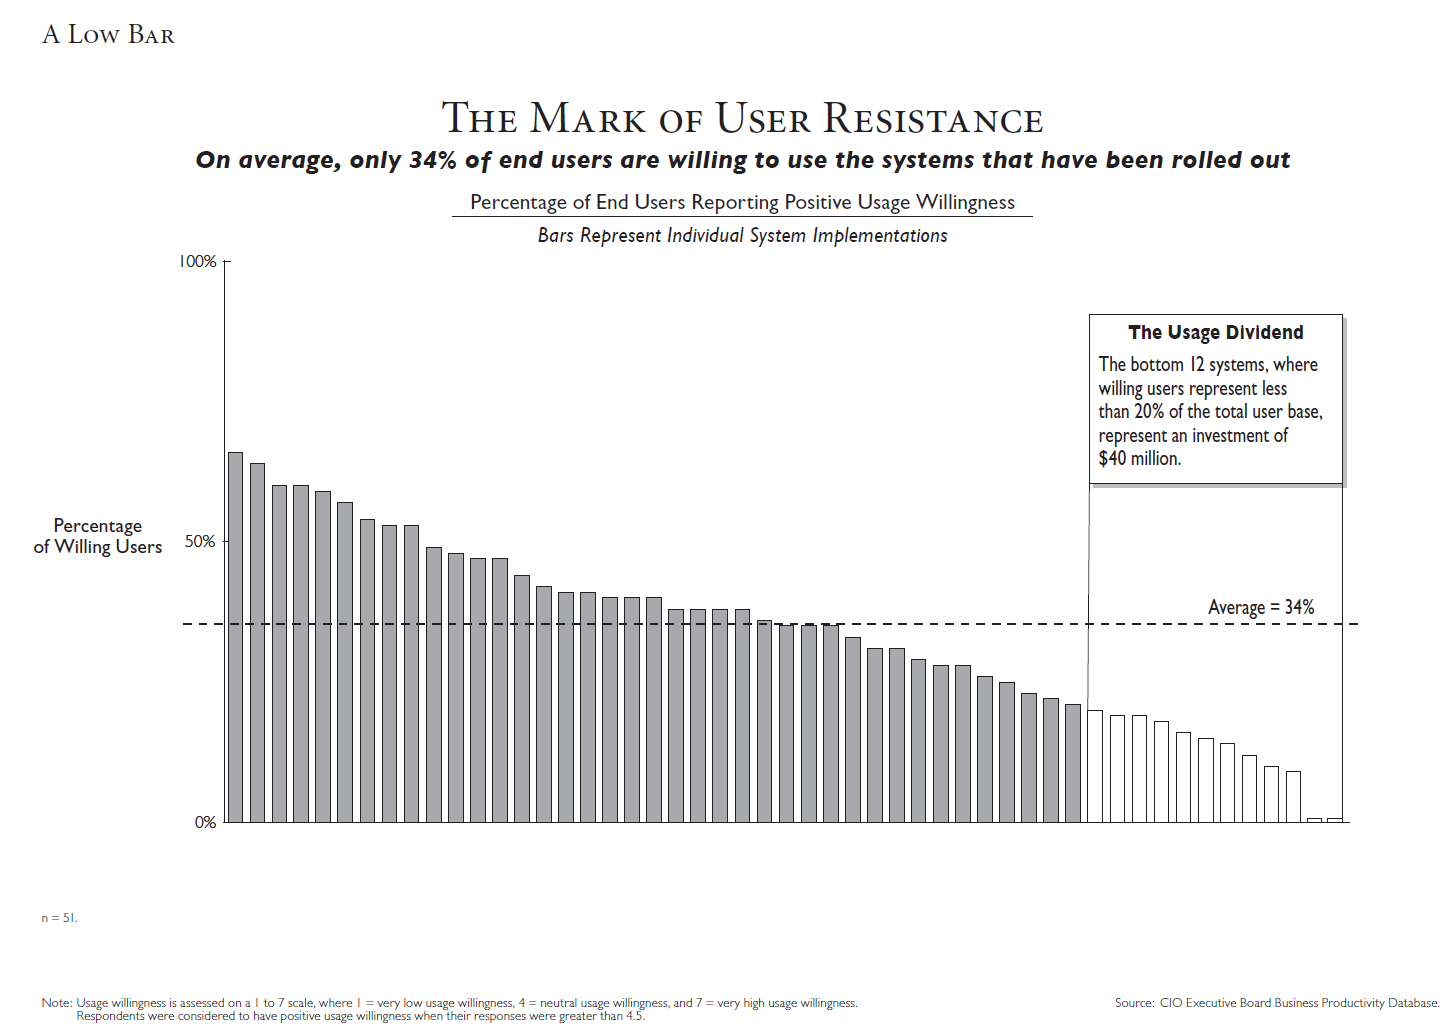 A Low Bar
The Mark of User Resistance
On average, only 34% of end users are willing to use the systems that have been rolled out
Percentage of End Users Reporting Positive Usage Willingness
Bars Represent Individual System Implementations
100%
The Usage Dividend
The bottom 12 systems, where
willing users represent less
than 20% of the total user base,
represent an investment of
$40 million.
Percentage
of Willing Users
50%
Average = 34%
0%
n = 51.
Note: Usage willingness is assessed on a 1 to 7 scale, where 1 = very low usage willingness, 4 = neutral usage willingness, and 7 = very high usage willingness.
Respondents were considered to have positive usage willingness when their responses were greater than 4.5.
Source: CIO Executive Board Business Productivity Database.